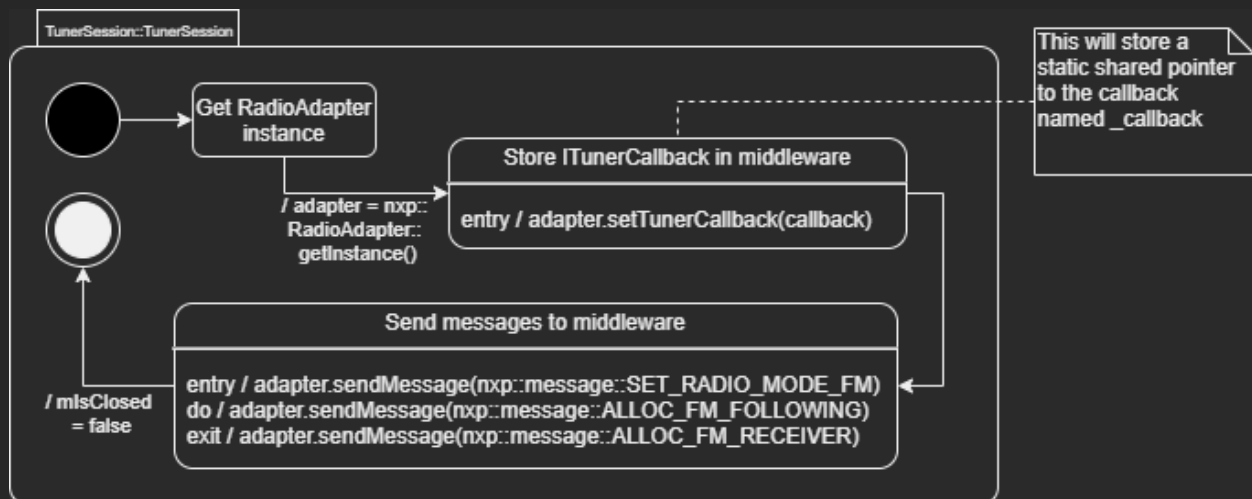 TunerSession::TunerSession
This will store a
static shared pointer
to the callback
named _callback
Get RadioAdapter
instance
/ adapter = nxp::
RadioAdapter::
getInstance()
Store ITunerCallback in middleware
entry / adapter.setTunerCallback(callback)
Send messages to middleware
entry / adapter.sendMessage(nxp::message::SET_RADIO_MODE_FM)
do / adapter.sendMessage(nxp::message::ALLOC_FM_FOLLOWING)
exit / adapter.sendMessage(nxp::message::ALLOC_FM_RECEIVER)
/ mIsClosed
= false